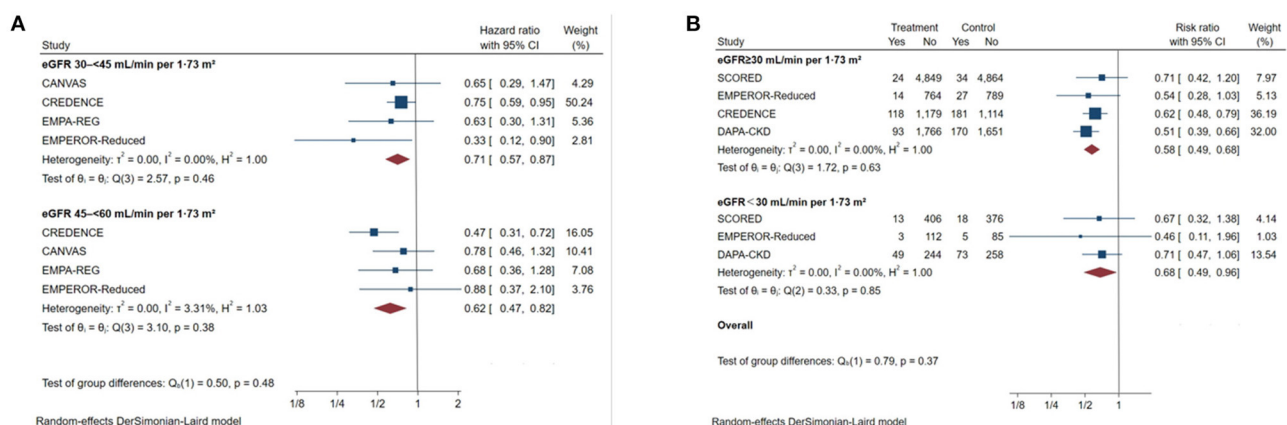 A
Hazard ratio Weight
Study with 95% CI (%)
eGFR 30–<45 mL/min per 1·73 m²
CANVAS 0.65 [ 0.29, 1.47] 4.29
CREDENCE 0.75 [ 0.59, 0.95] 50.24
EMPA-REG 0.63 [ 0.30, 1.31] 5.36
EMPEROR-Reduced 0.33 [ 0.12, 0.90] 2.81
Heterogeneity: τ² = 0.00, I² = 0.00%, H² = 1.00 0.71 [ 0.57, 0.87]
Test of θᵢ = θⱼ: Q(3) = 2.57, p = 0.46
eGFR 45–<60 mL/min per 1·73 m²
CREDENCE 0.47 [ 0.31, 0.72] 16.05
CANVAS 0.78 [ 0.46, 1.32] 10.41
EMPA-REG 0.68 [ 0.36, 1.28] 7.08
EMPEROR-Reduced 0.88 [ 0.37, 2.10] 3.76
Heterogeneity: τ² = 0.00, I² = 3.31%, H² = 1.03 0.62 [ 0.47, 0.82]
Test of θᵢ = θⱼ: Q(3) = 3.10, p = 0.38
Test of group differences: Q_b(1) = 0.50, p = 0.48
1/8 1/4 1/2 1 2
Random-effects DerSimonian-Laird model
B
Treatment Control Risk ratio Weight
Study Yes No Yes No with 95% CI (%)
eGFR≥30 mL/min per 1·73 m²
SCORED 24 4,849 34 4,864 0.71 [ 0.42, 1.20] 7.97
EMPEROR-Reduced 14 764 27 789 0.54 [ 0.28, 1.03] 5.13
CREDENCE 118 1,179 181 1,114 0.62 [ 0.48, 0.79] 36.19
DAPA-CKD 93 1,766 170 1,651 0.51 [ 0.39, 0.66] 32.00
Heterogeneity: τ² = 0.00, I² = 0.00%, H² = 1.00 0.58 [ 0.49, 0.68]
Test of θᵢ = θⱼ: Q(3) = 1.72, p = 0.63
eGFR＜30 mL/min per 1·73 m²
SCORED 13 406 18 376 0.67 [ 0.32, 1.38] 4.14
EMPEROR-Reduced 3 112 5 85 0.46 [ 0.11, 1.96] 1.03
DAPA-CKD 49 244 73 258 0.71 [ 0.47, 1.06] 13.54
Heterogeneity: τ² = 0.00, I² = 0.00%, H² = 1.00 0.68 [ 0.49, 0.96]
Test of θᵢ = θⱼ: Q(2) = 0.33, p = 0.85
Overall
Test of group differences: Q_b(1) = 0.79, p = 0.37
1/8 1/4 1/2 1
Random-effects DerSimonian-Laird model